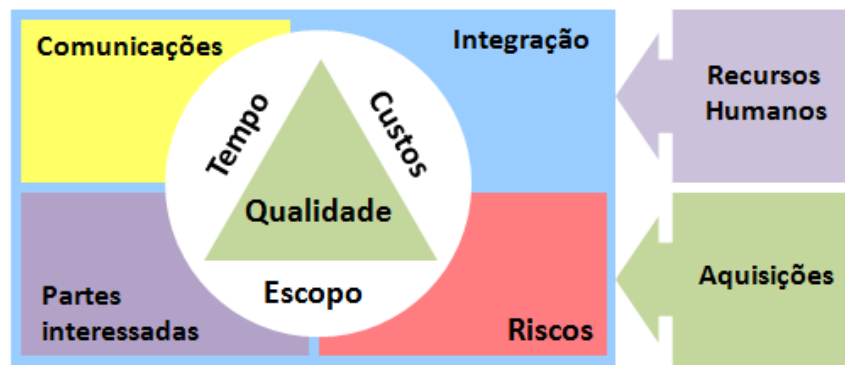 Comunicações
Integração
Recursos
Humanos
Tempo
Custos
Qualidade
Escopo
Partes
interessadas
Riscos
Aquisições